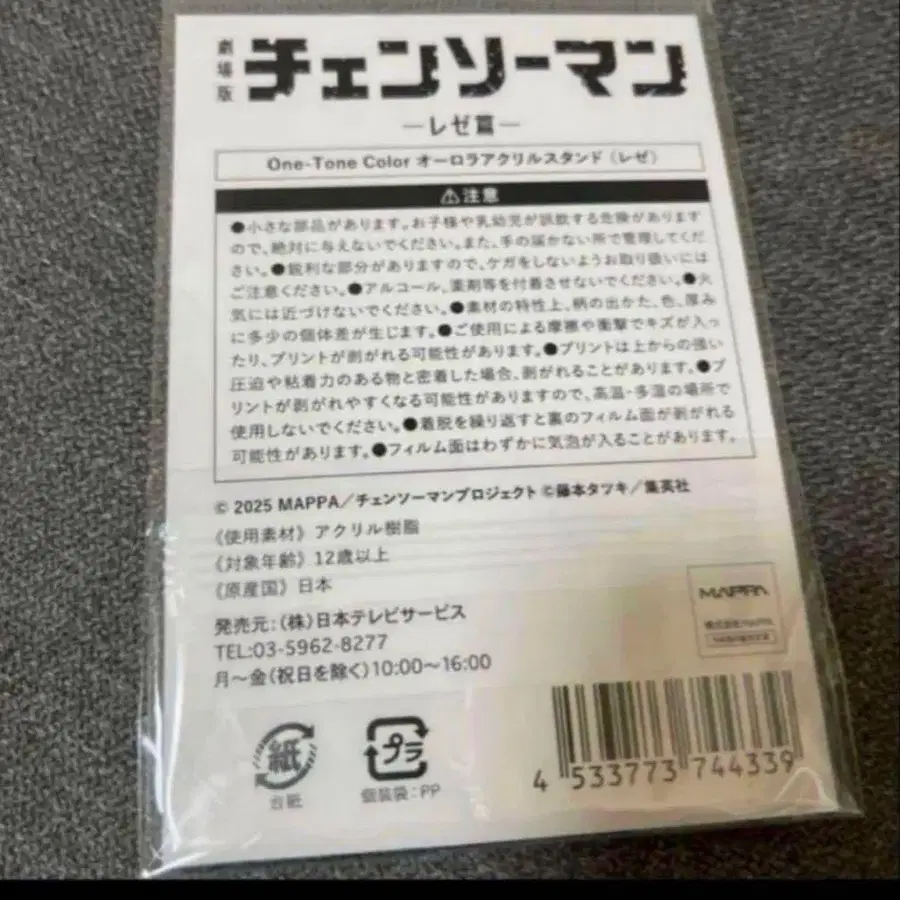 劇場版
チェンソーマン
―レゼ篇―
One-Tone Color オーロラアクリルスタンド（レゼ）
⚠注意
●小さな部品があります。お子様や乳幼児が誤飲する危険があります
ので、絶対に与えないでください。また、手の届かない所で管理してくだ
さい。●鋭利な部分がありますので、ケガをしないようお取り扱いには
ご注意ください。●アルコール、薬剤等を付着させないでください。●火
気には近づけないでください。●素材の特性上、柄の出かた、色、厚み
に多少の個体差が生じます。●ご使用による摩擦や衝撃でキズが入っ
たり、プリントが剥がれる可能性があります。●プリントは上からの強い
圧迫や粘着力のある物と密着した場合、剥がれることがあります。●プ
リントが剥がれやすくなる可能性がありますので、高温・多湿の場所で
使用しないでください。●着脱を繰り返すと裏のフィルム面が剥がれる
可能性があります。●フィルム面はわずかに気泡が入ることがあります。
© 2025 MAPPA／チェンソーマンプロジェクト ©藤本タツキ／集英社
《使用素材》アクリル樹脂
《対象年齢》12歳以上
《原産国》日本
発売元：（株）日本テレビサービス
TEL:03-5962-8277
月～金（祝日を除く）10:00～16:00
MAPPA
株式会社MAPPA
紙
台紙
プラ
個装袋：PP
4 533773 744339